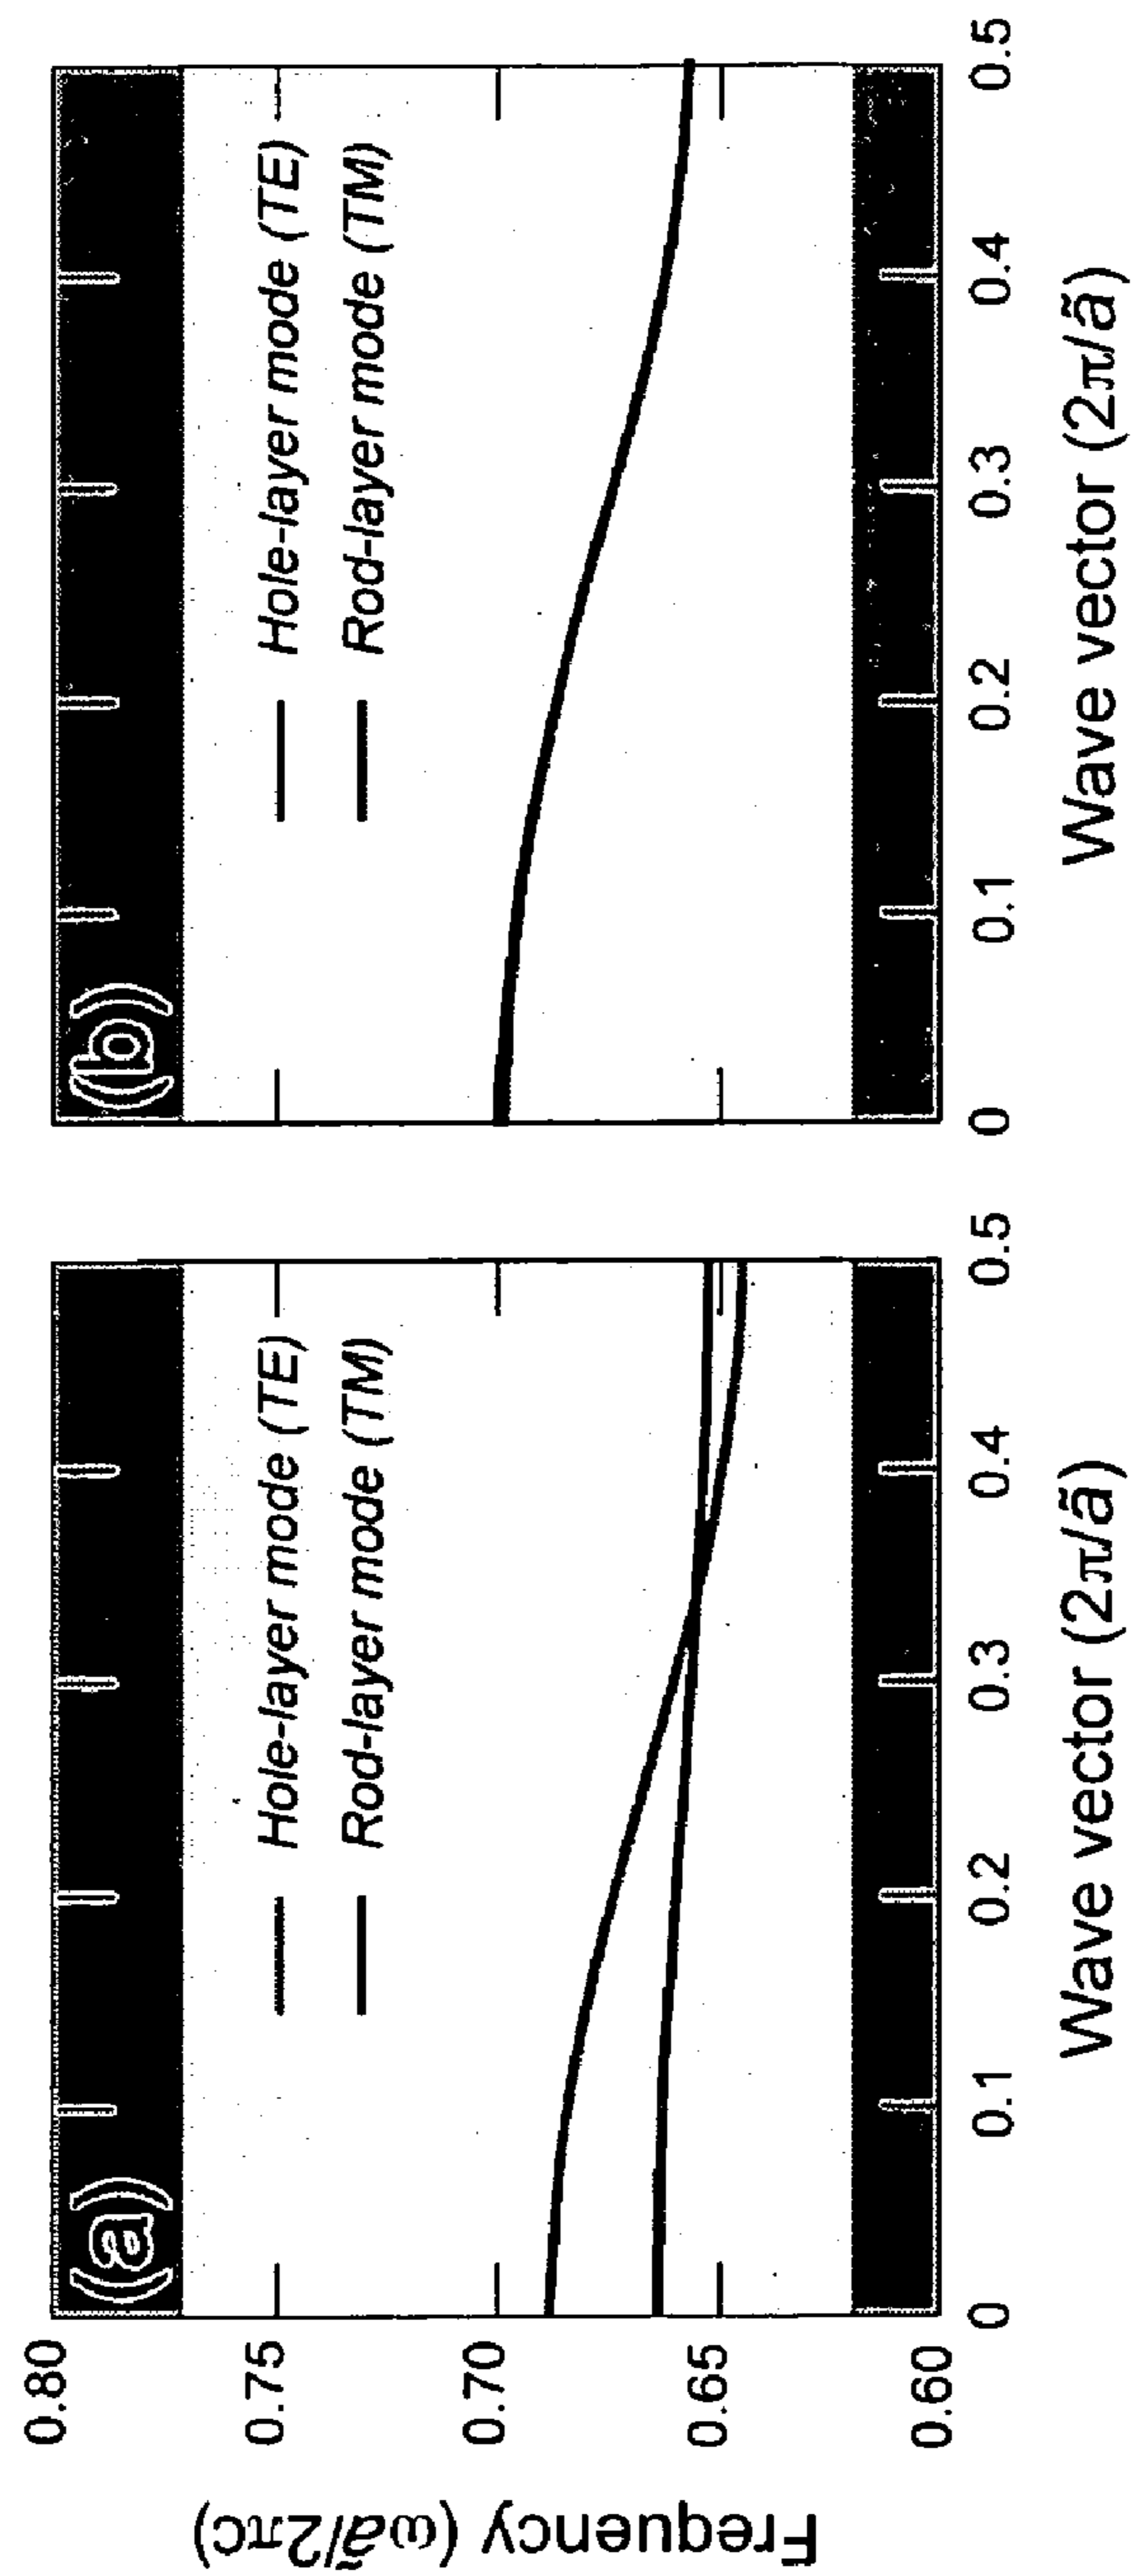 (a)
(b)
Hole-layer mode (TE)
Rod-layer mode (TM)
Hole-layer mode (TE)
Rod-layer mode (TM)
0.80
0.75
0.70
0.65
0.60
Frequency (ωã/2πc)
0
0.1
0.2
0.3
0.4
0.5
0
0.1
0.2
0.3
0.4
0.5
Wave vector (2π/ã)
Wave vector (2π/ã)